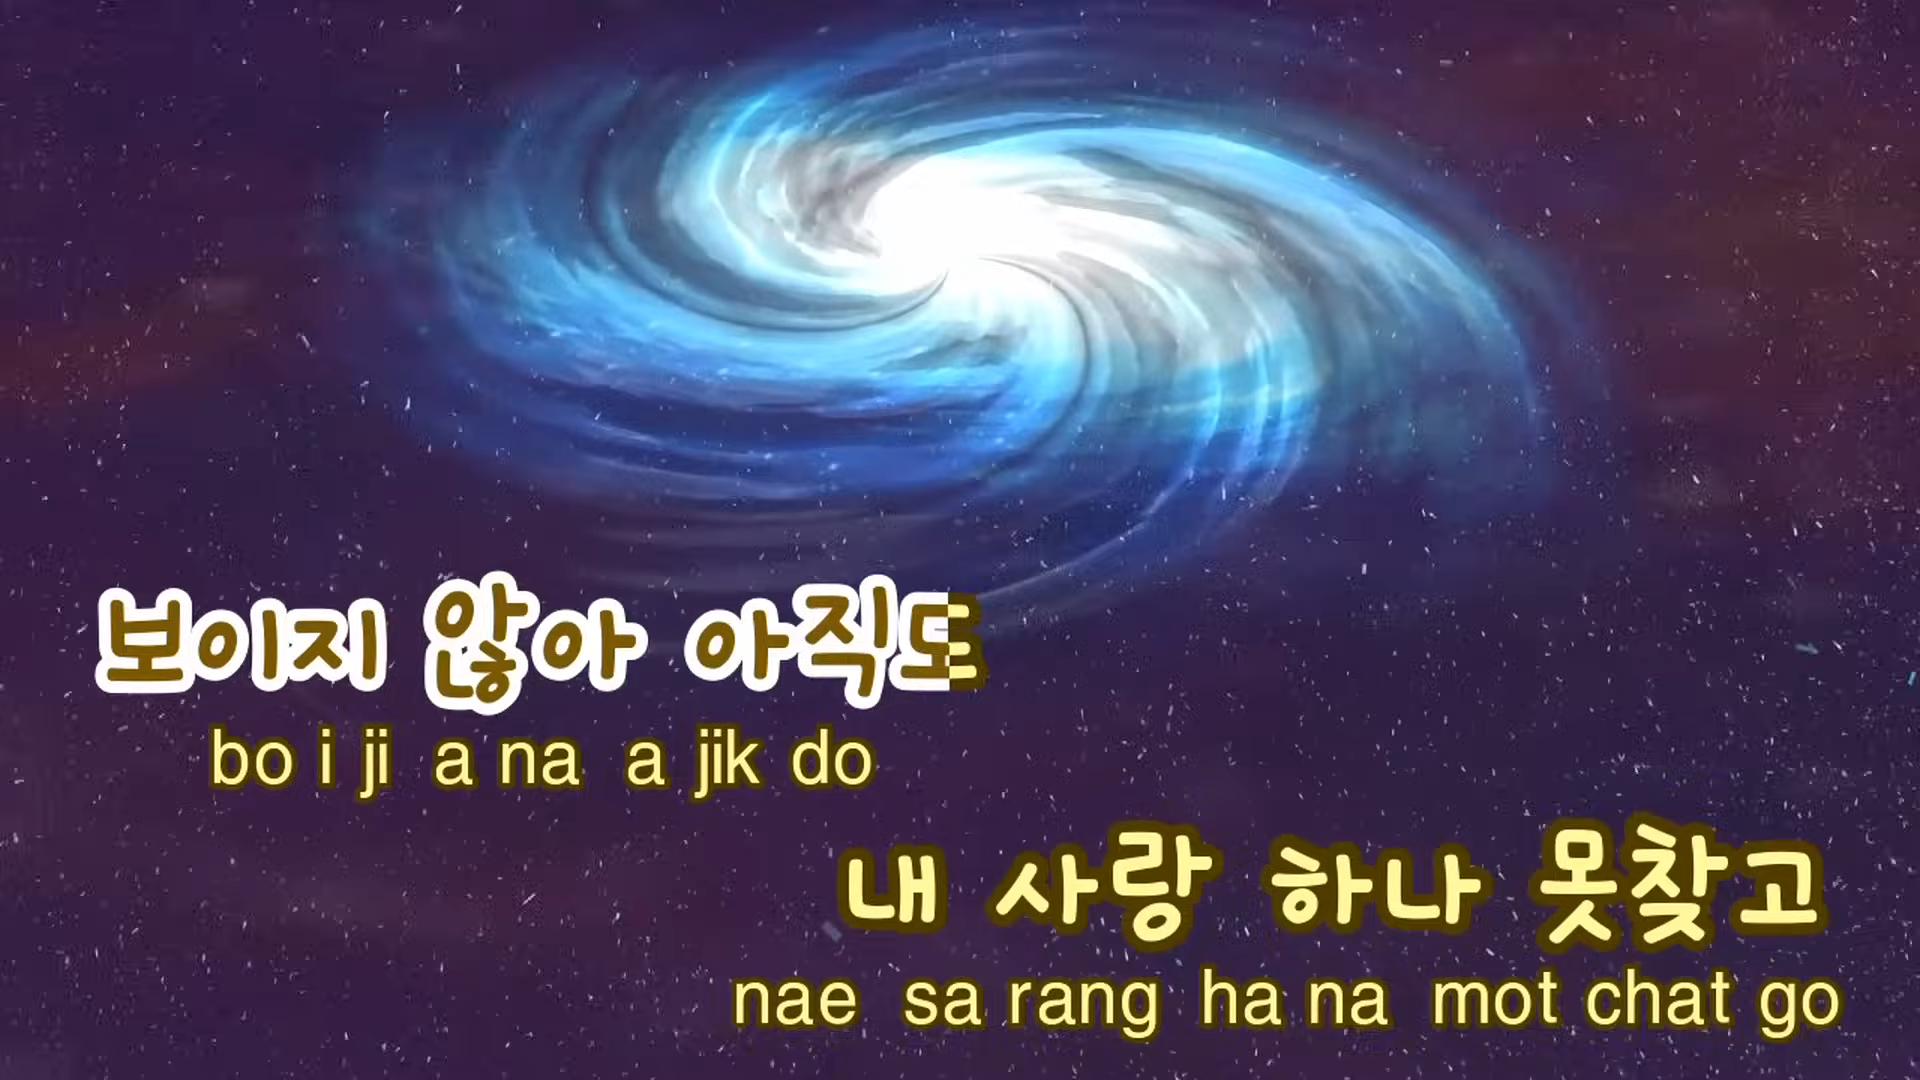 보이지 않아 아직도
bo i ji a na a jik do
내 사랑 하나 못찾고
nae sa rang ha na mot chat go